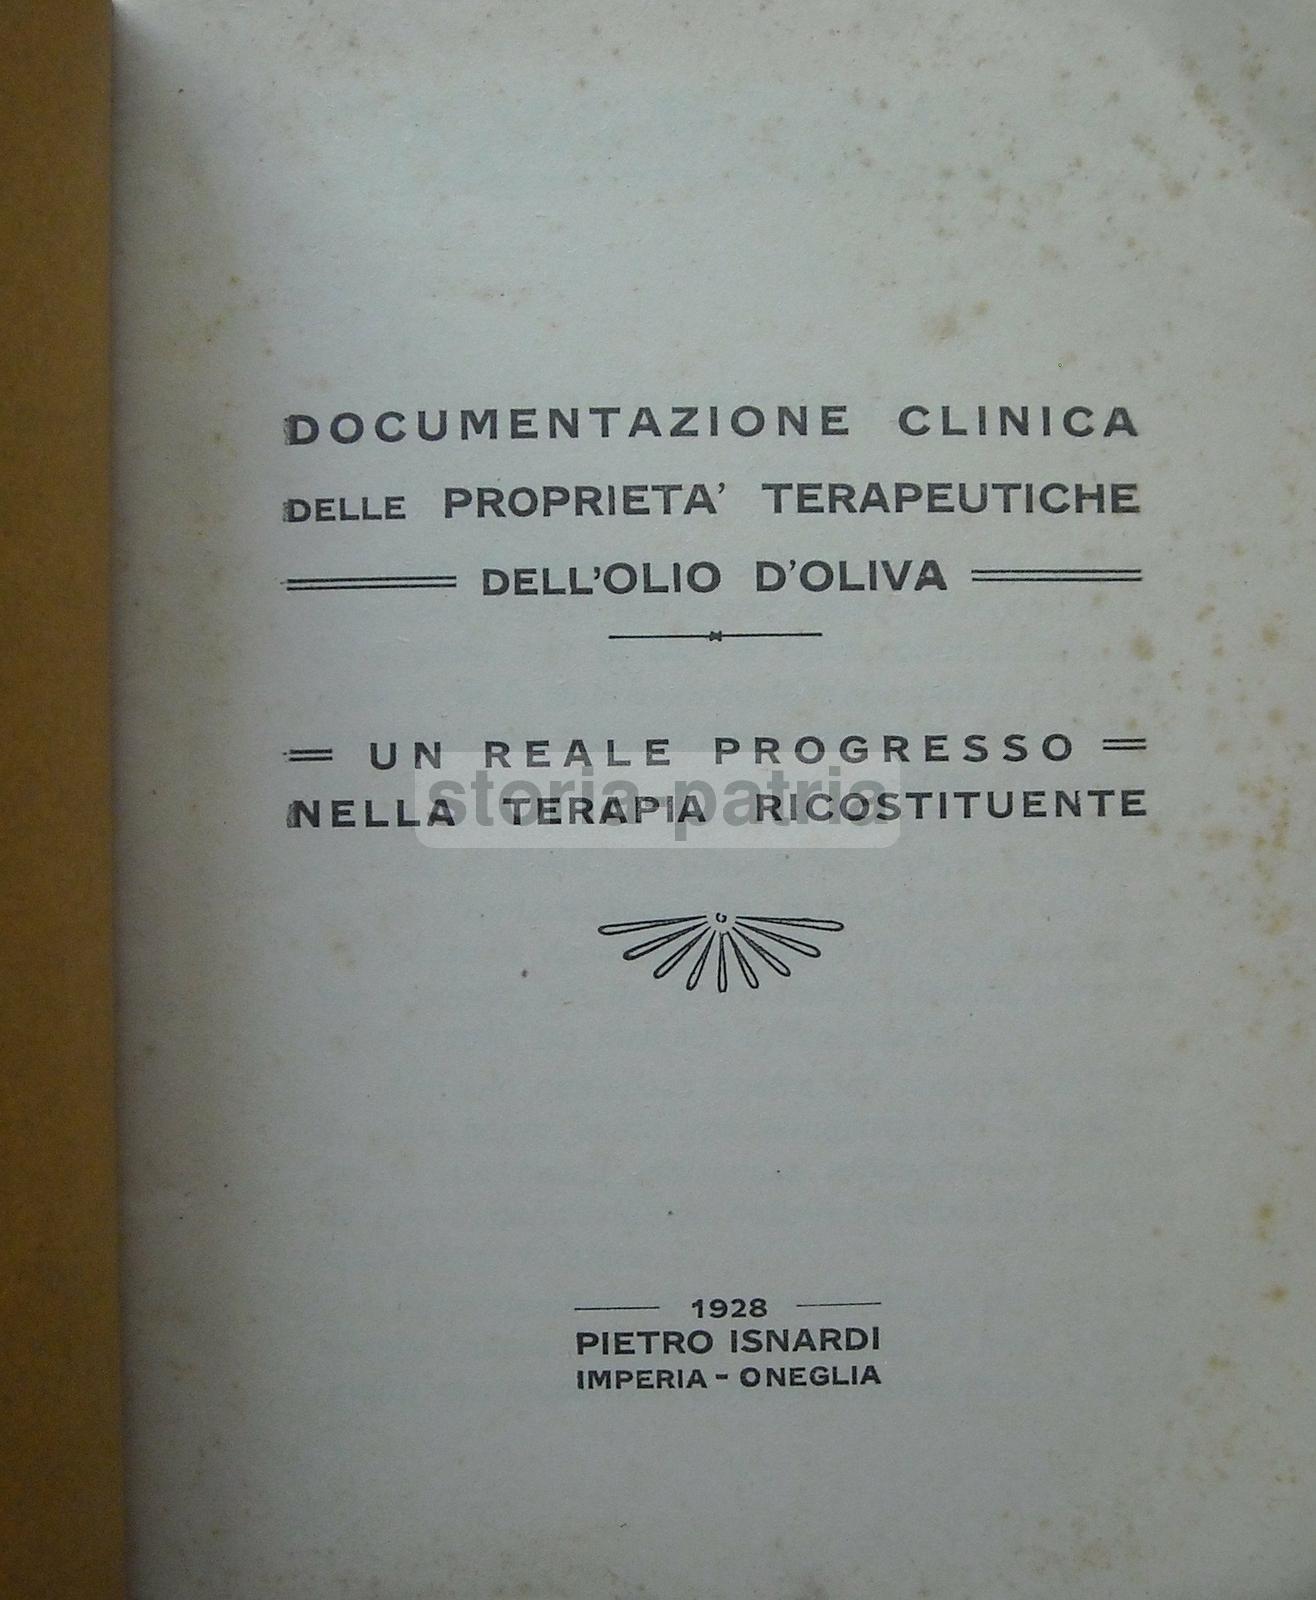 DOCUMENTAZIONE CLINICA
DELLE PROPRIETA' TERAPEUTICHE
DELL'OLIO D'OLIVA
UN REALE PROGRESSO
storia patria
NELLA TERAPIA RICOSTITUENTE
1928
PIETRO ISNARDI
IMPERIA - ONEGLIA